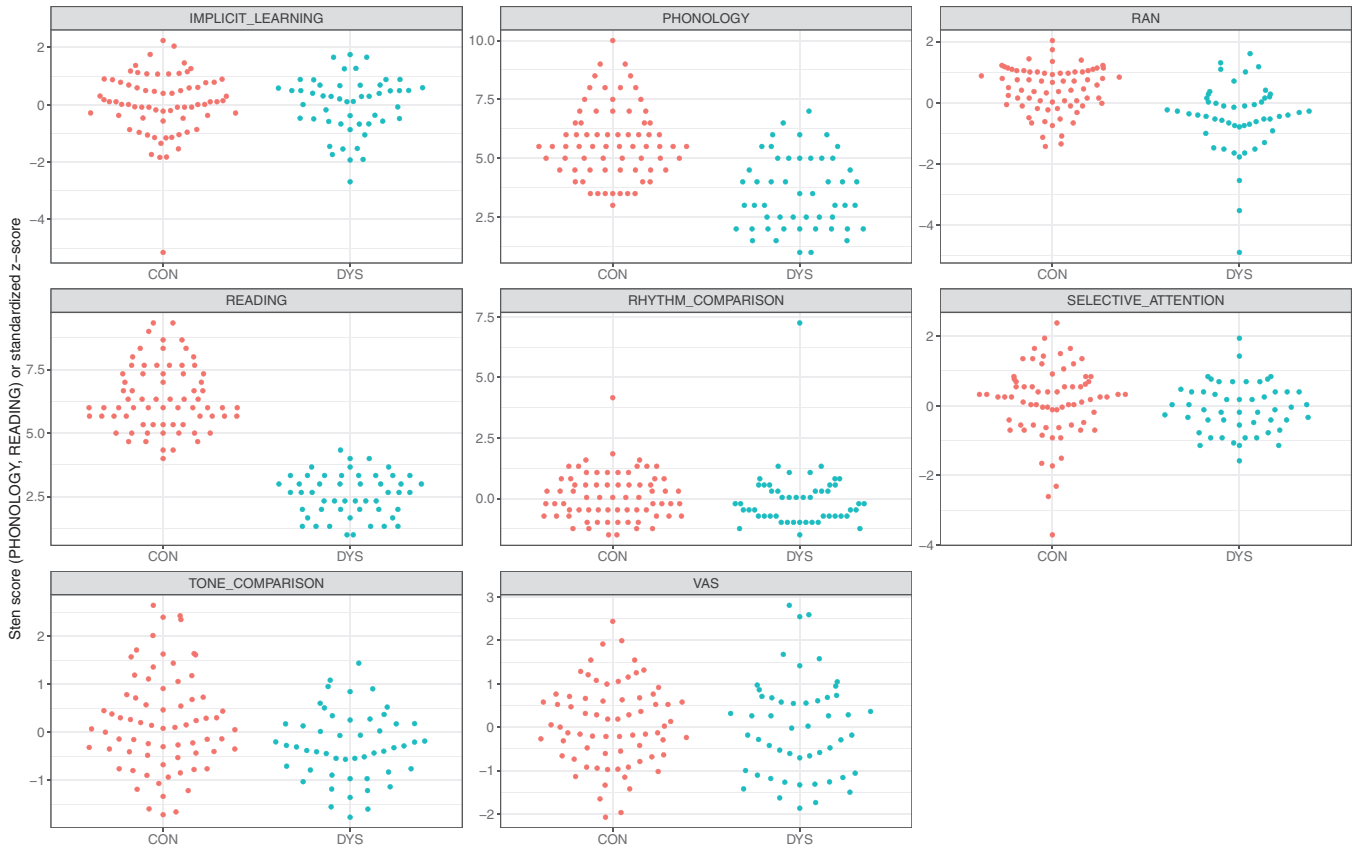 IMPLICIT_LEARNING
PHONOLOGY
RAN
2
0
−2
−4
CON
DYS
10.0
7.5
5.0
2.5
CON
DYS
2
0
−2
−4
CON
DYS
Sten score (PHONOLOGY, READING) or standardized z−score
READING
RHYTHM_COMPARISON
SELECTIVE_ATTENTION
7.5
5.0
2.5
CON
DYS
7.5
5.0
2.5
0.0
CON
DYS
2
0
−2
−4
CON
DYS
TONE_COMPARISON
VAS
2
1
0
−1
CON
DYS
3
2
1
0
−1
−2
CON
DYS